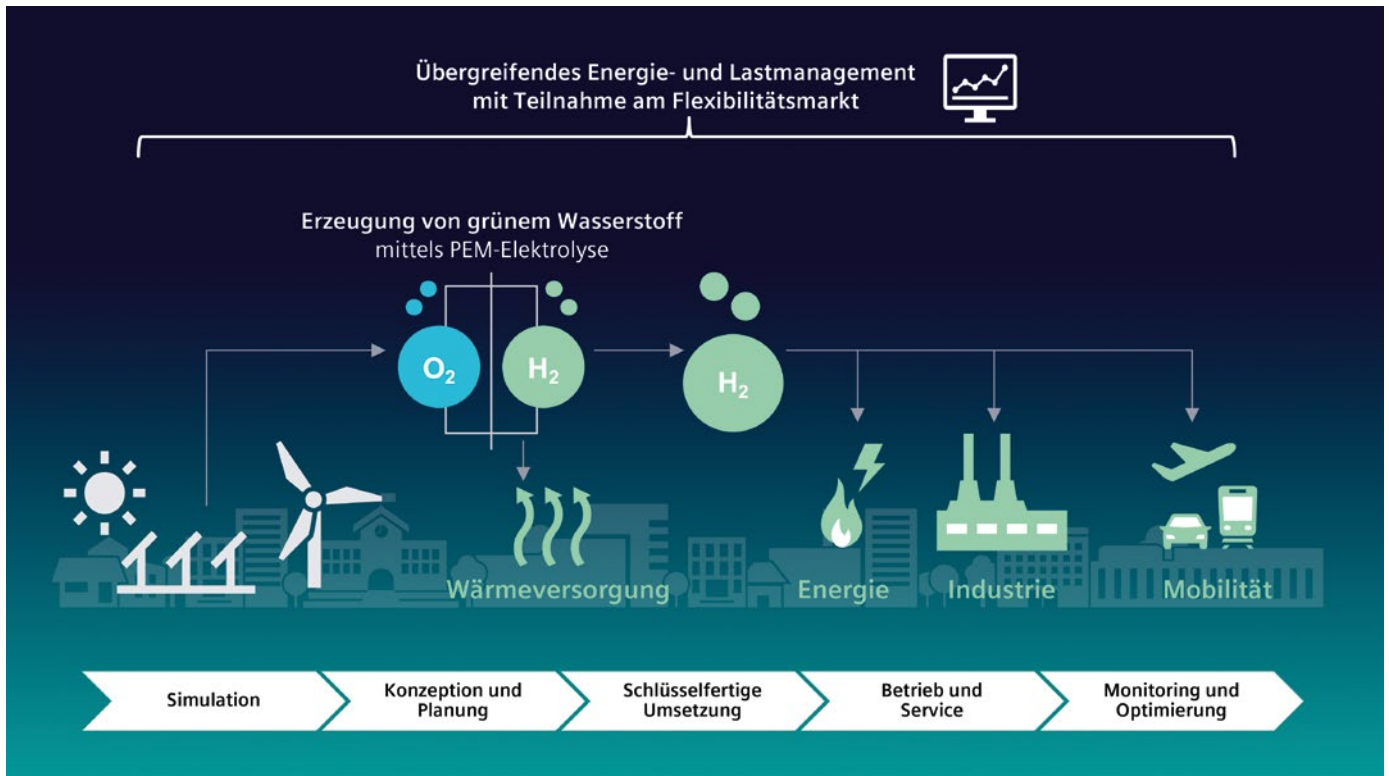 Übergreifendes Energie- und Lastmanagement
mit Teilnahme am Flexibilitätsmarkt
Erzeugung von grünem Wasserstoff
mittels PEM-Elektrolyse
O₂
H₂
H₂
Wärmeversorgung
Energie
Industrie
Mobilität
Simulation
Konzeption und
Planung
Schlüsselfertige
Umsetzung
Betrieb und
Service
Monitoring und
Optimierung